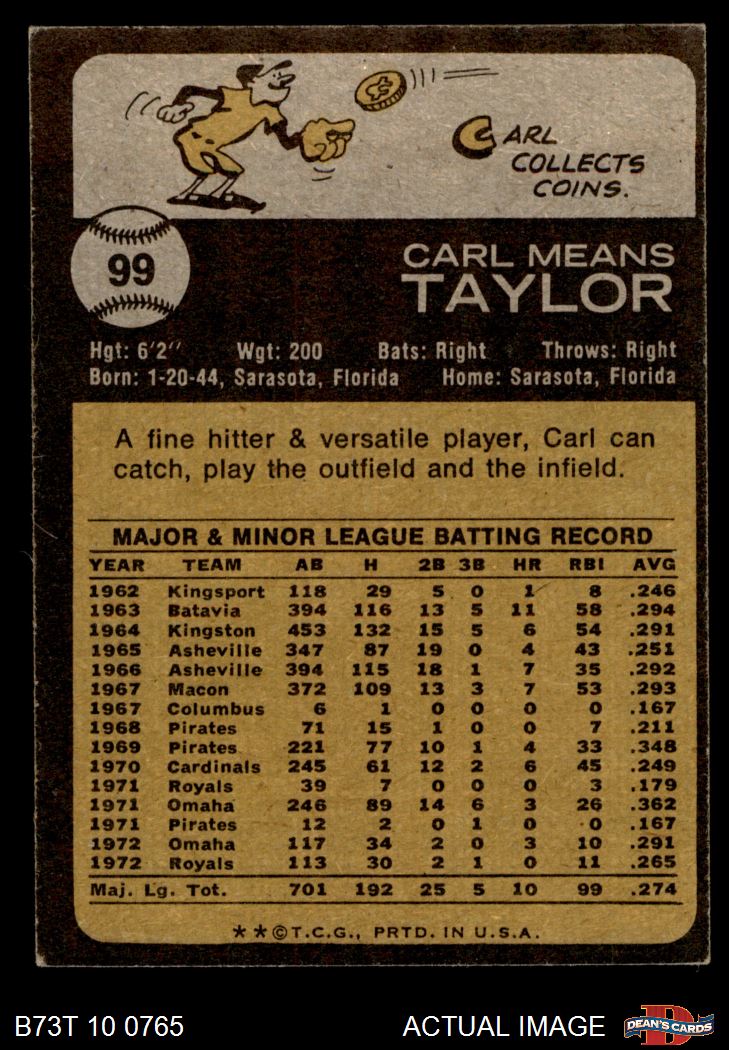 CARL
COLLECTS
COINS.
99
CARL MEANS
TAYLOR
Hgt: 6'2" Wgt: 200 Bats: Right Throws: Right
Born: 1-20-44, Sarasota, Florida Home: Sarasota, Florida
A fine hitter & versatile player, Carl can
catch, play the outfield and the infield.
MAJOR & MINOR LEAGUE BATTING RECORD
YEAR TEAM AB H 2B 3B HR RBI AVG
1962 Kingsport 118 29 5 0 1 8 .246
1963 Batavia 394 116 13 5 11 58 .294
1964 Kingston 453 132 15 5 6 54 .291
1965 Asheville 347 87 19 0 4 43 .251
1966 Asheville 394 115 18 1 7 35 .292
1967 Macon 372 109 13 3 7 53 .293
1967 Columbus 6 1 0 0 0 0 .167
1968 Pirates 71 15 1 0 0 7 .211
1969 Pirates 221 77 10 1 4 33 .348
1970 Cardinals 245 61 12 2 6 45 .249
1971 Royals 39 7 0 0 0 3 .179
1971 Omaha 246 89 14 6 3 26 .362
1971 Pirates 12 2 0 1 0 0 .167
1972 Omaha 117 34 2 0 3 10 .291
1972 Royals 113 30 2 1 0 11 .265
Maj. Lg. Tot. 701 192 25 5 10 99 .274
**©T.C.G., PRTD. IN U.S.A.
B73T 10 0765 ACTUAL IMAGE DEAN'S CARDS